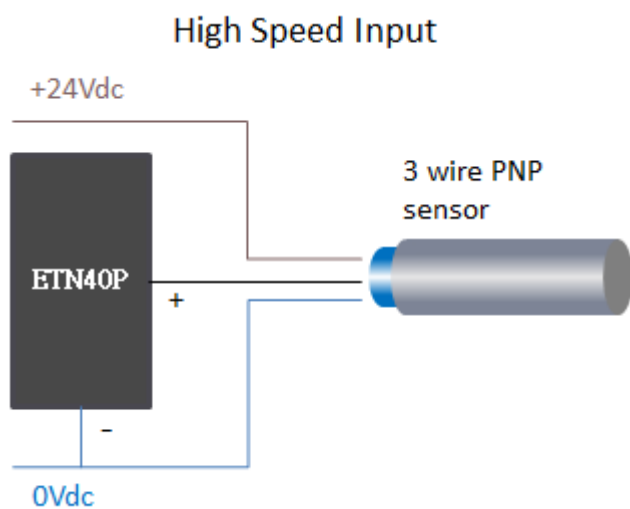 High Speed Input
+24Vdc
3 wire PNP
sensor
ETN40P
+
-
0Vdc